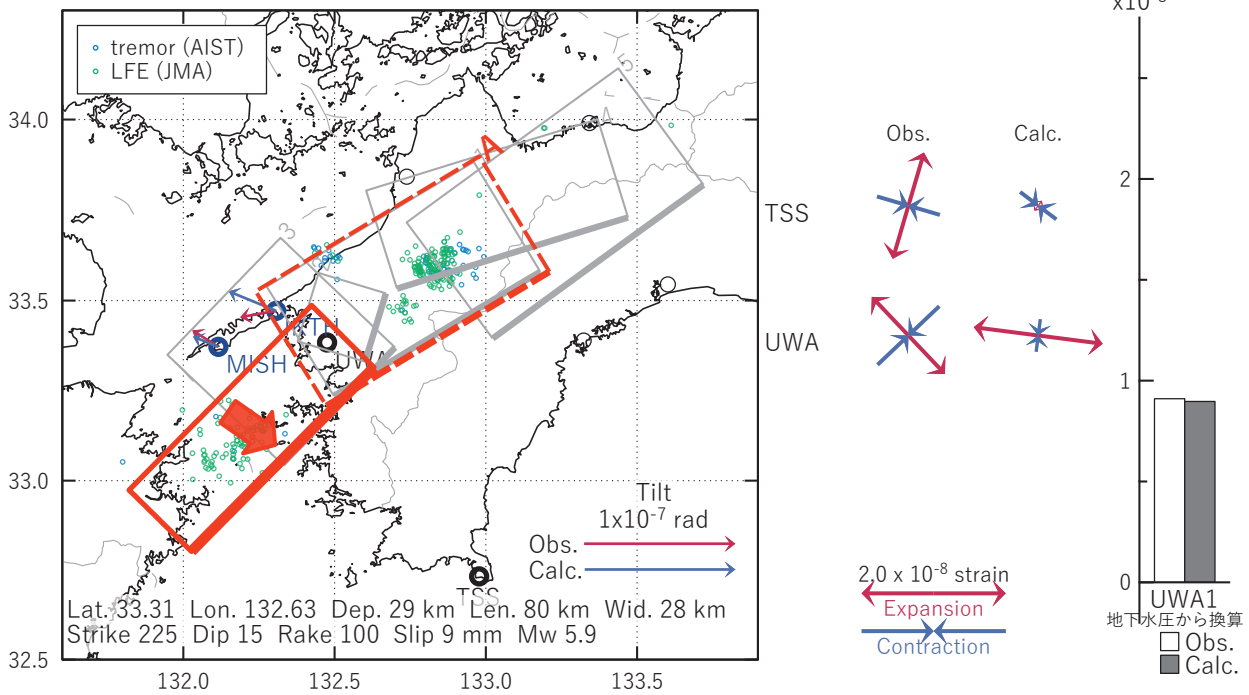 x10
tremor (AIST)
LFE (JMA)
34.0
33.5
33.0
32.5
132.0
132.5
133.0
133.5
5
4
3
A
KTH
MISH
UWA
TSS
Tilt
1x10-7 rad
Obs.
Calc.
Lat. 33.31 Lon. 132.63 Dep. 29 km Len. 80 km Wid. 28 km
Strike 225 Dip 15 Rake 100 Slip 9 mm Mw 5.9
Obs.
Calc.
TSS
UWA
2.0 x 10-8 strain
Expansion
Contraction
2
1
0
UWA1
地下水圧から換算
Obs.
Calc.